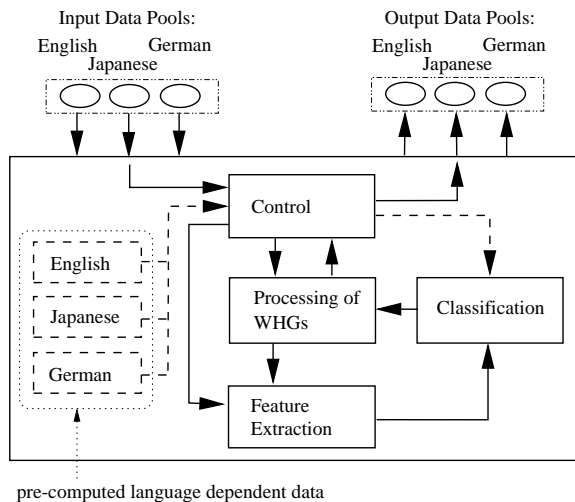 Input Data Pools:
Output Data Pools:
English
German
Japanese
English
German
Japanese
Control
English
Japanese
German
Processing of
WHGs
Classification
Feature
Extraction
pre-computed language dependent data